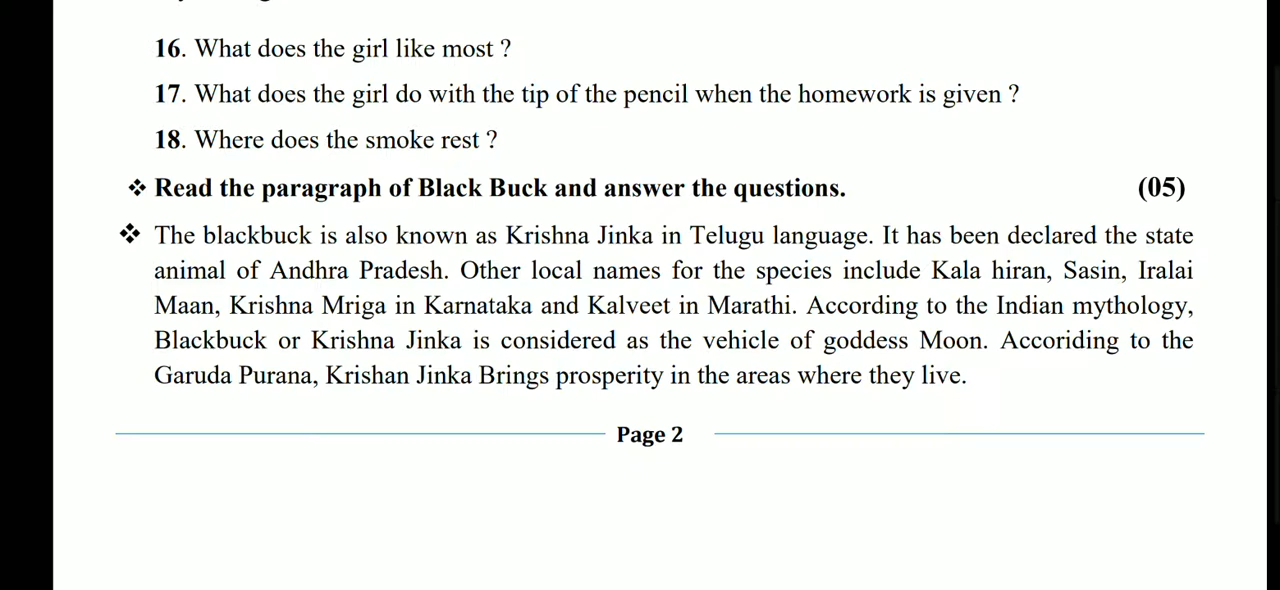 16. What does the girl like most ?
17. What does the girl do with the tip of the pencil when the homework is given ?
18. Where does the smoke rest ?
❖ Read the paragraph of Black Buck and answer the questions. (05)
❖ The blackbuck is also known as Krishna Jinka in Telugu language. It has been declared the state
animal of Andhra Pradesh. Other local names for the species include Kala hiran, Sasin, Iralai
Maan, Krishna Mriga in Karnataka and Kalveet in Marathi. According to the Indian mythology,
Blackbuck or Krishna Jinka is considered as the vehicle of goddess Moon. Accoriding to the
Garuda Purana, Krishan Jinka Brings prosperity in the areas where they live.
Page 2